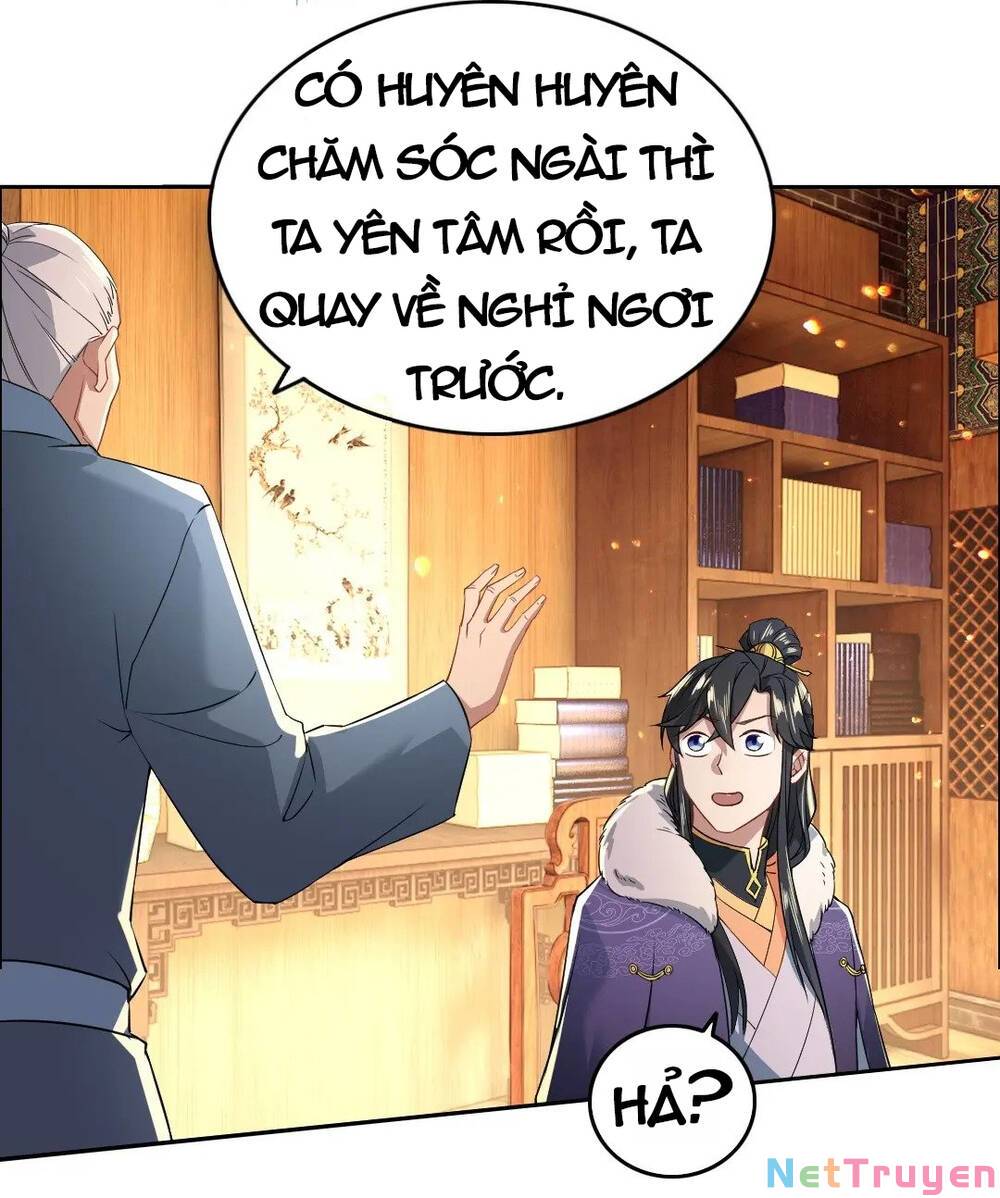 CÓ HUYÊN HUYÊN
CHĂM SÓC NGÀI THÌ
TA YÊN TÂM RỒI, TA
QUAY VỀ NGHỈ NGƠI
TRƯỚC.
HẢ?
NetTruyen